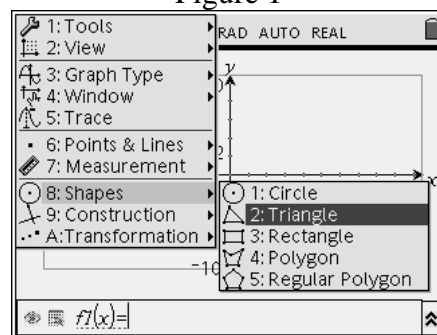 Figure 1
1: Tools
RAD AUTO REAL
2: View
3: Graph Type
y
4: Window
5: Trace
6: Points & Lines
7: Measurement
8: Shapes
1: Circle
x
9: Construction
2: Triangle
A: Transformation
3: Rectangle
-10
4: Polygon
5: Regular Polygon
f1(x)=